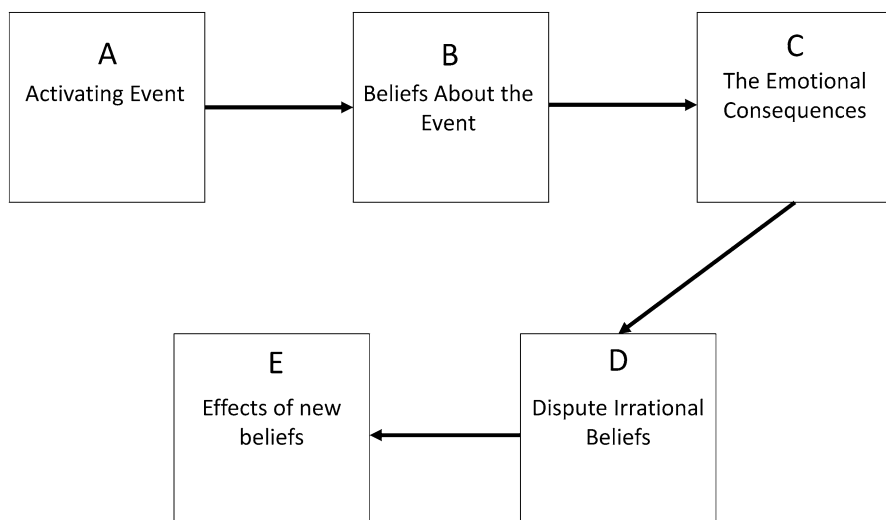 A
Activating Event
B
Beliefs About the
Event
C
The Emotional
Consequences
D
Dispute Irrational
Beliefs
E
Effects of new
beliefs